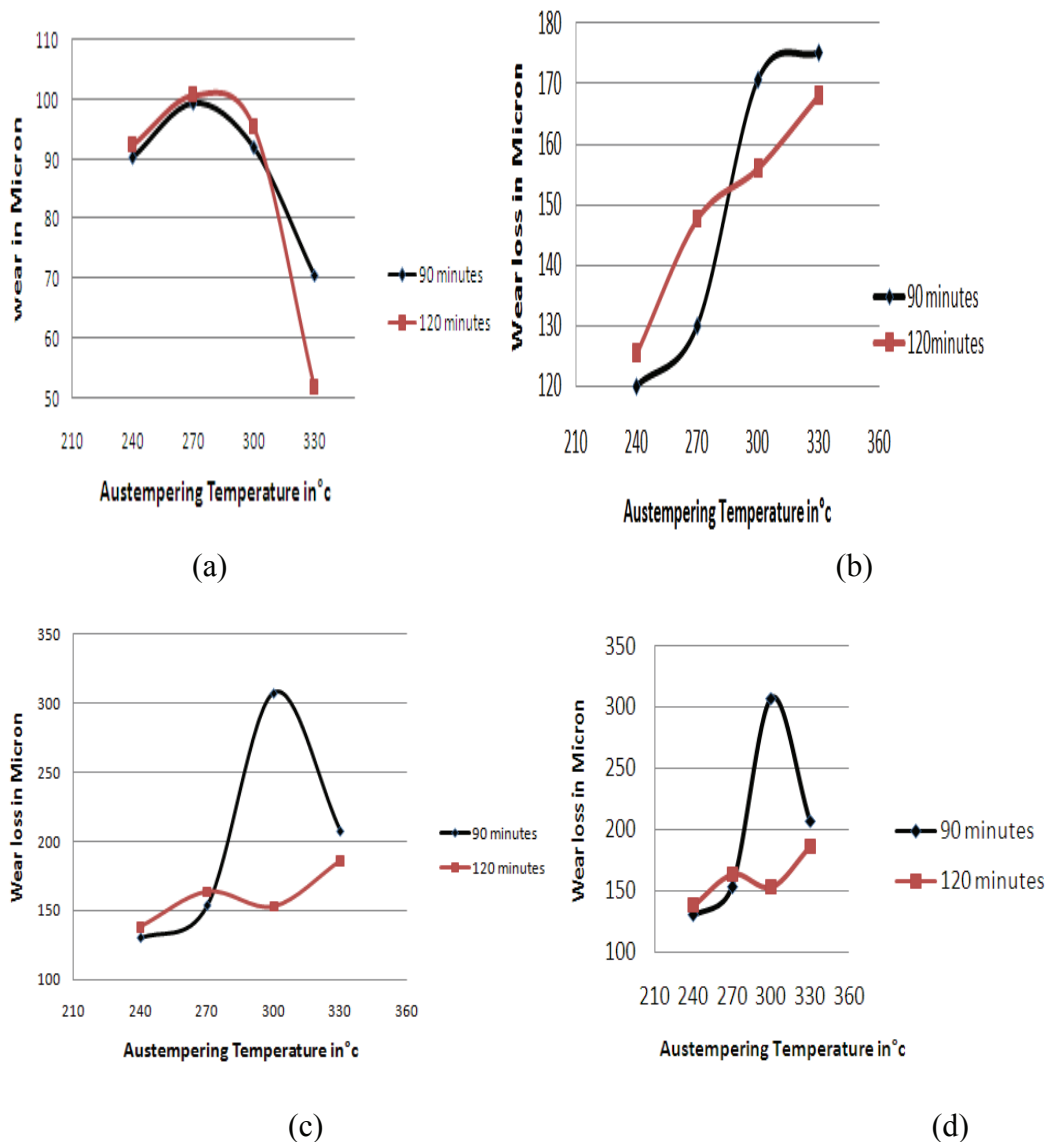 110
100
90
80
70
60
50
210 240 270 300 330
wear in Micron
Austempering Temperature in°c
90 minutes
120 minutes
(a)
180
170
160
150
140
130
120
210 240 270 300 330 360
Wear loss in Micron
Austempering Temperature in°c
90 minutes
120minutes
(b)
350
300
250
200
150
100
210 240 270 300 330 360
Wear loss in Micron
Austempering Temperature in°c
90 minutes
120 minutes
(c)
350
300
250
200
150
100
210 240 270 300 330 360
Wear loss in Micron
Austempering Temperature in°c
90 minutes
120 minutes
(d)